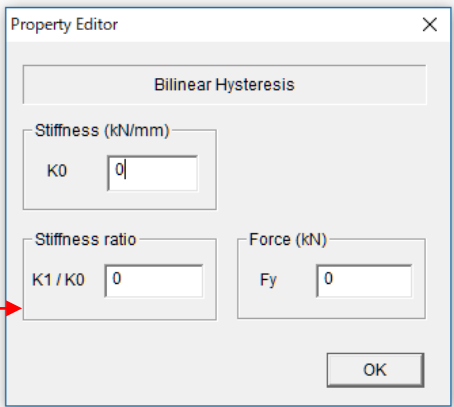 Property Editor
Bilinear Hysteresis
Stiffness (kN/mm)
K0 0
Stiffness ratio Force (kN)
K1 / K0 0 Fy 0
OK